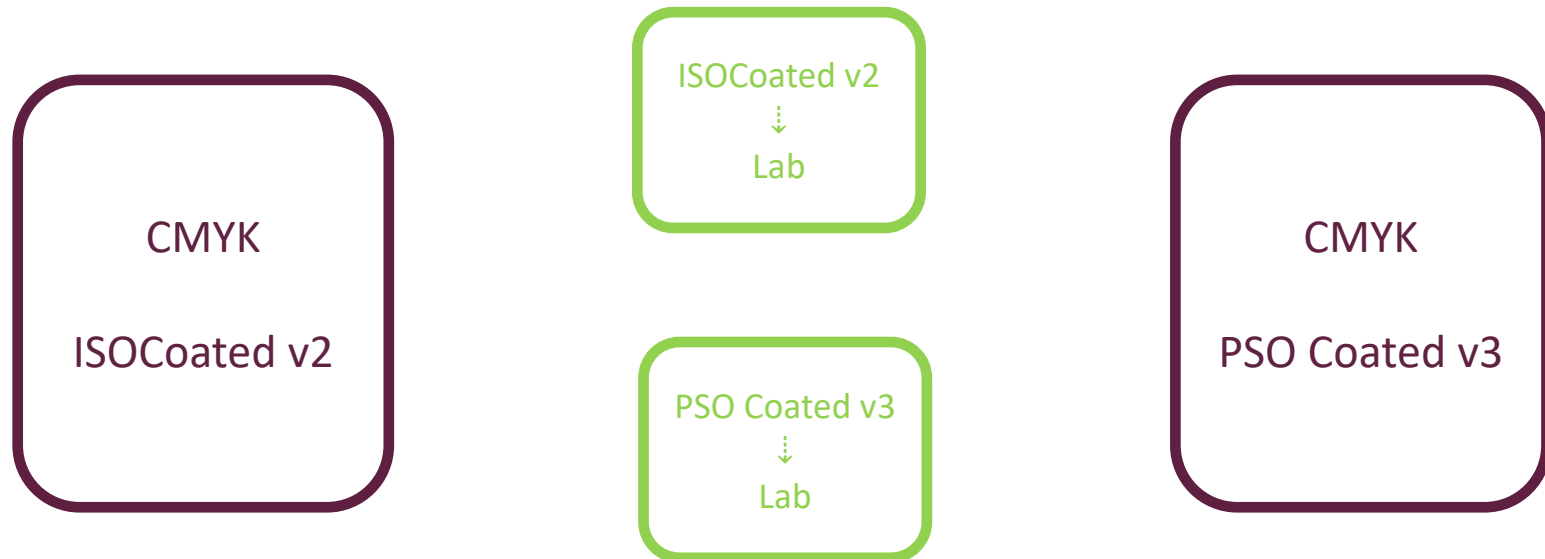 CMYK
ISOCoated v2
ISOCoated v2
⇣
Lab
PSO Coated v3
⇣
Lab
CMYK
PSO Coated v3